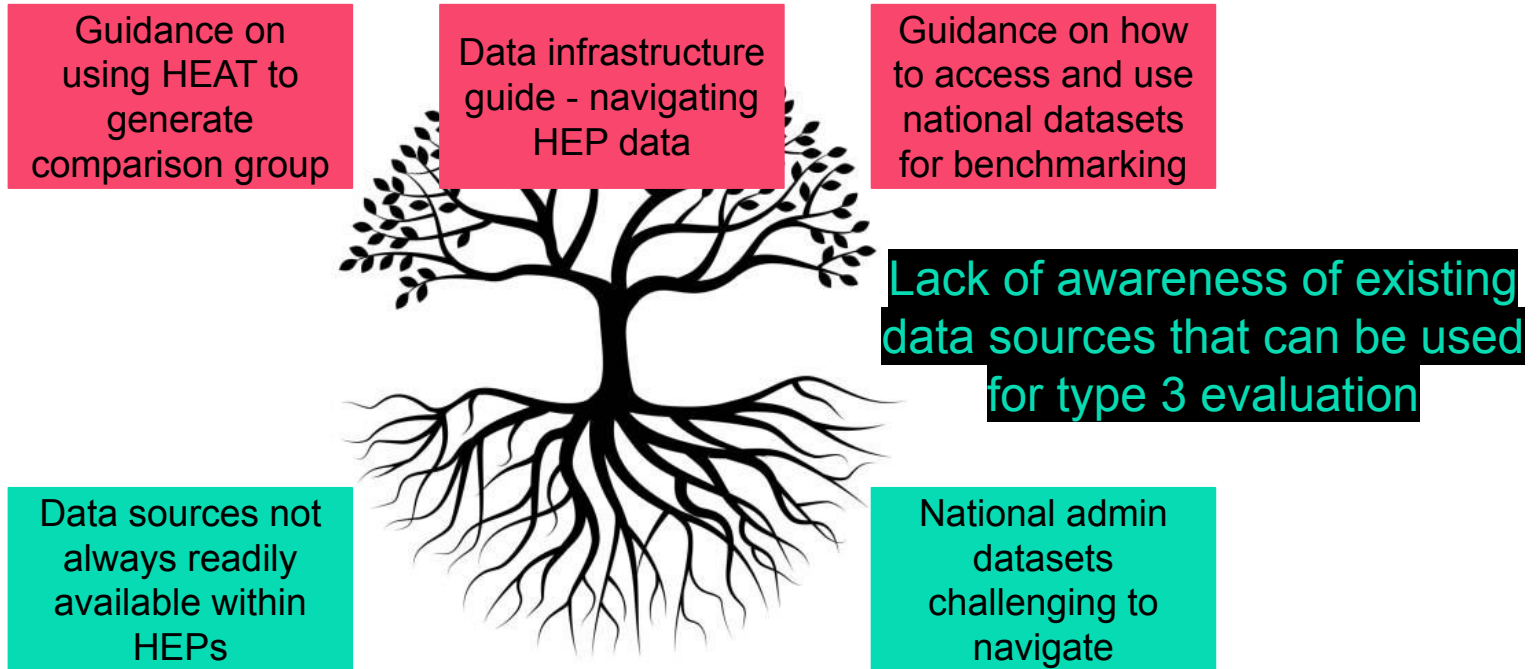 Guidance on
using HEAT to
generate
comparison group
Data infrastructure
guide - navigating
HEP data
Guidance on how
to access and use
national datasets
for benchmarking
Lack of awareness of existing
data sources that can be used
for type 3 evaluation
Data sources not
always readily
available within
HEPs
National admin
datasets
challenging to
navigate